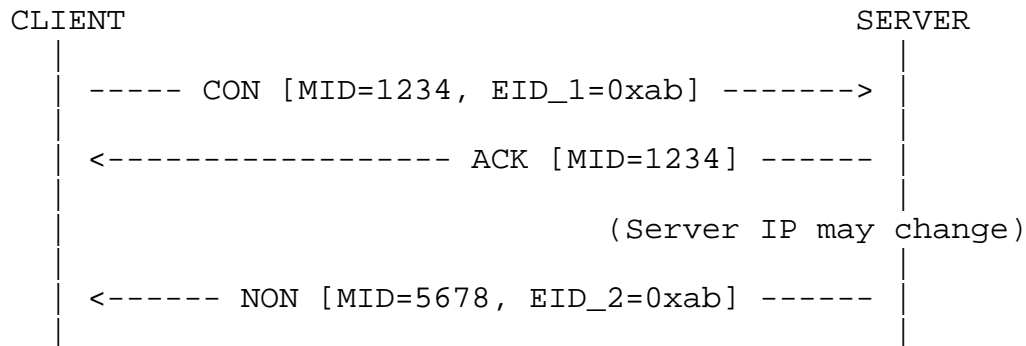 CLIENT                                        SERVER
  |                                            |
  | ----- CON [MID=1234, EID_1=0xab] -------> |
  |                                            |
  | <------------------ ACK [MID=1234] ------ |
  |                                            |
  |                             (Server IP may change)
  |                                            |
  | <------ NON [MID=5678, EID_2=0xab] ------ |
  |                                            |